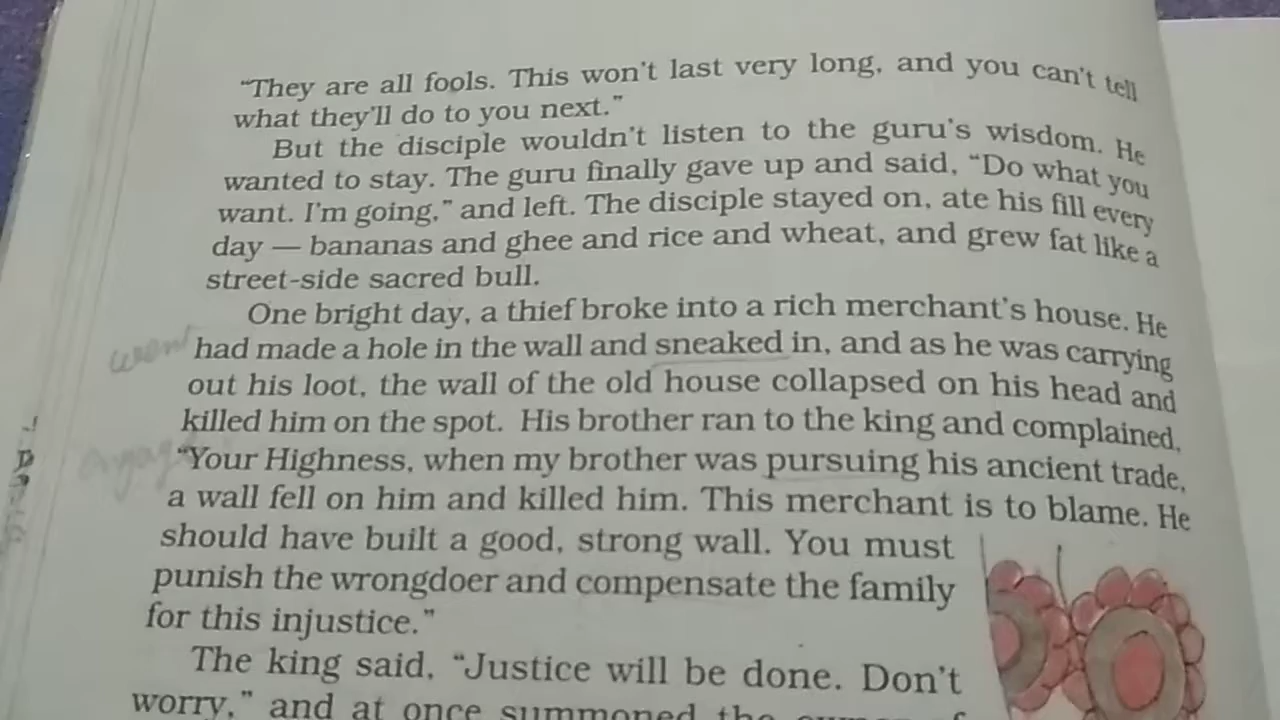 “They are all fools. This won’t last very long, and you can’t tell
what they’ll do to you next.”
But the disciple wouldn’t listen to the guru’s wisdom. He
wanted to stay. The guru finally gave up and said, “Do what you
want. I’m going,” and left. The disciple stayed on, ate his fill every
day — bananas and ghee and rice and wheat, and grew fat like a
street-side sacred bull.
One bright day, a thief broke into a rich merchant’s house. He
had made a hole in the wall and sneaked in, and as he was carrying
out his loot, the wall of the old house collapsed on his head and
killed him on the spot. His brother ran to the king and complained,
“Your Highness, when my brother was pursuing his ancient trade,
a wall fell on him and killed him. This merchant is to blame. He
should have built a good, strong wall. You must
punish the wrongdoer and compensate the family
for this injustice.”
The king said, “Justice will be done. Don’t
worry,” and at once summoned the owner of